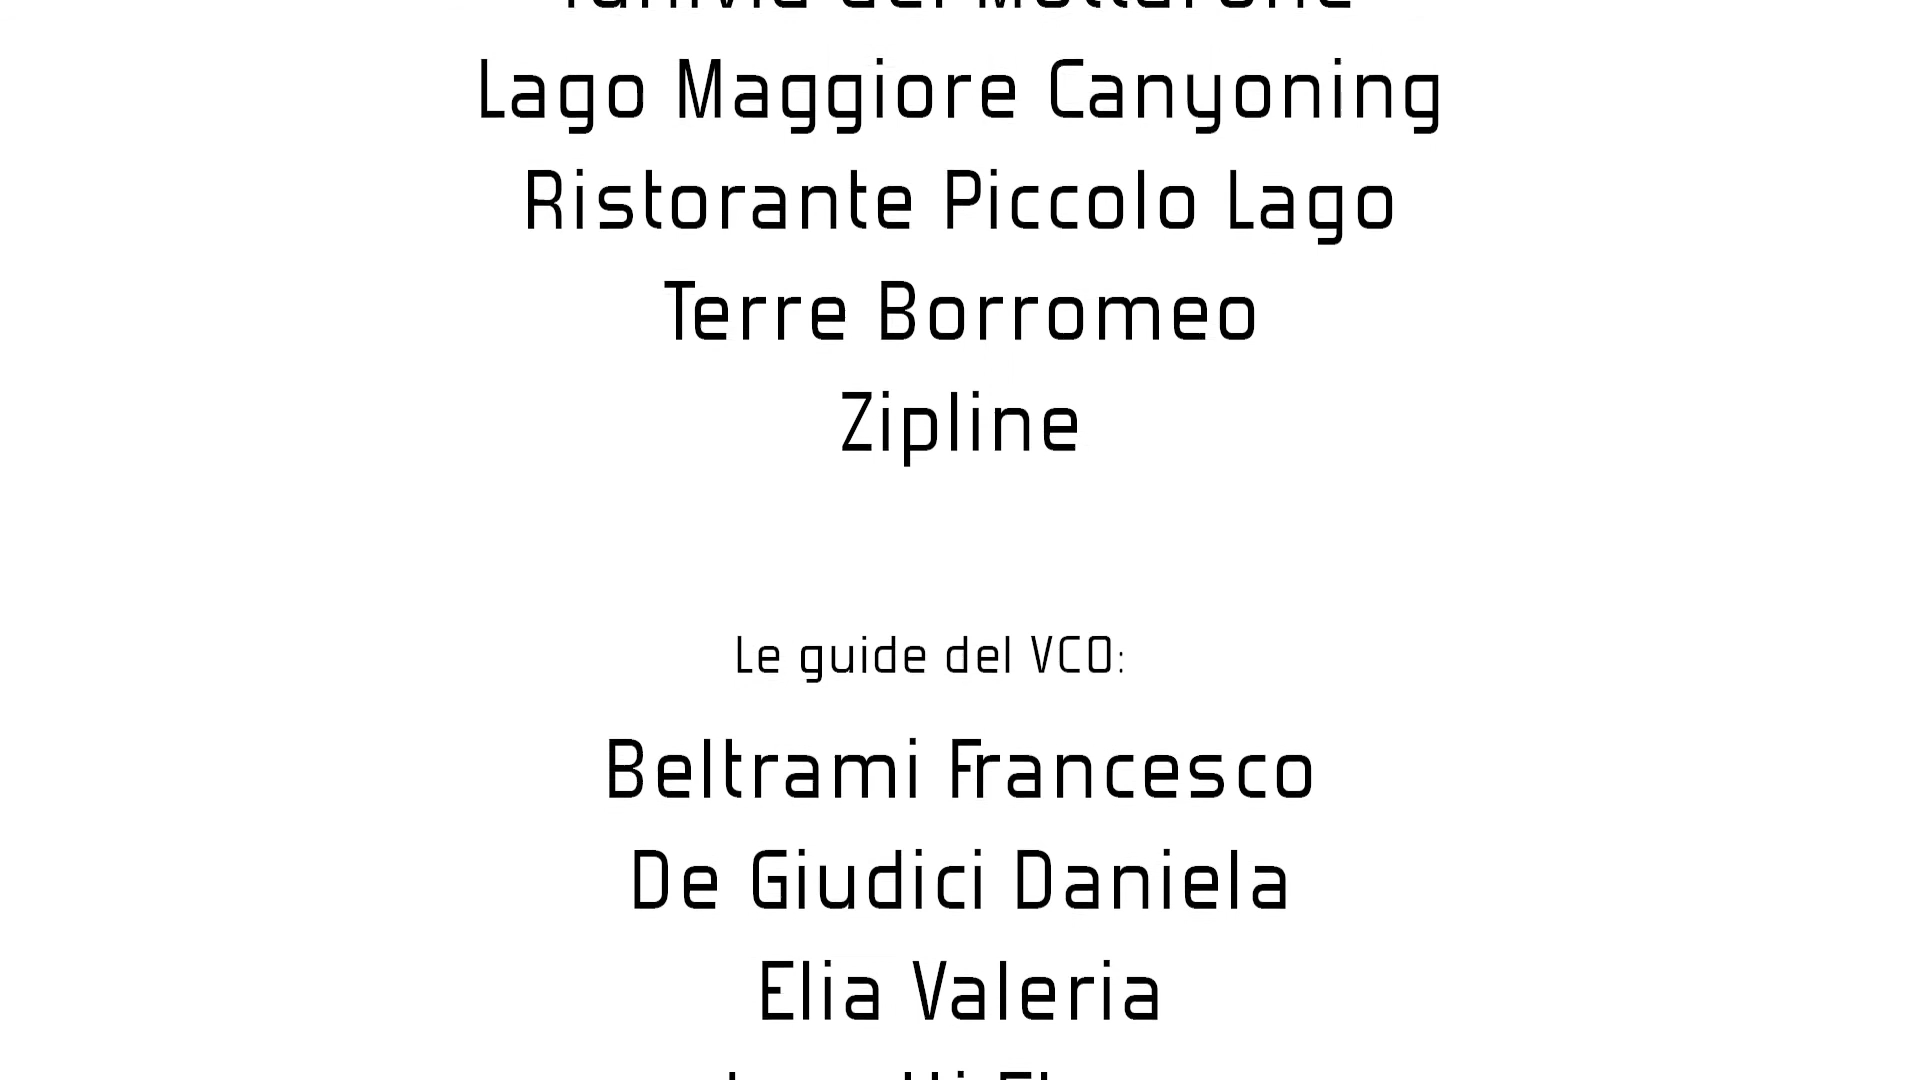 Lago Maggiore Canyoning
Ristorante Piccolo Lago
Terre Borromeo
Zipline
Le guide del VCO:
Beltrami Francesco
De Giudici Daniela
Elia Valeria